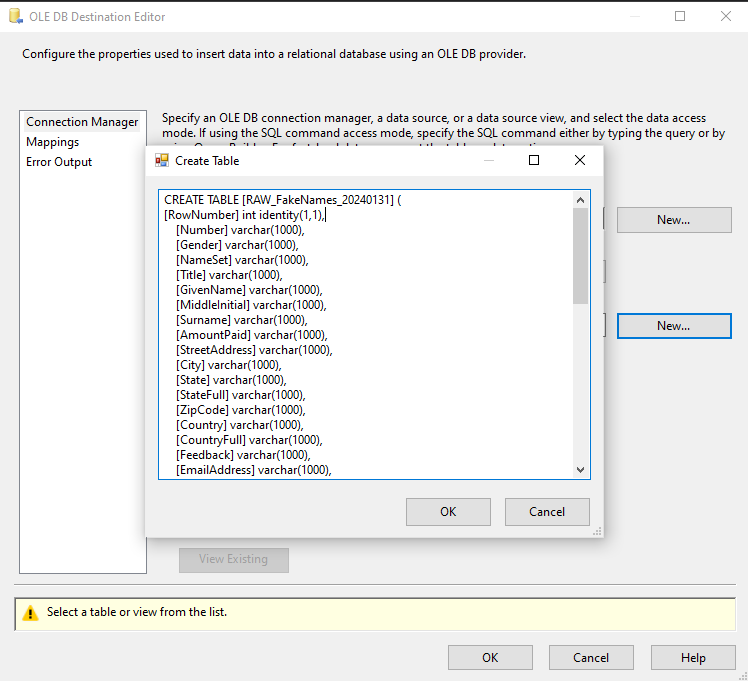 OLE DB Destination Editor
Configure the properties used to insert data into a relational database using an OLE DB provider.
Connection Manager
Mappings
Error Output
Specify an OLE DB connection manager, a data source, or a data source view, and select the data access
mode. If using the SQL command access mode, specify the SQL command either by typing the query or by
Create Table
CREATE TABLE [RAW_FakeNames_20240131] (
[RowNumber] int identity(1,1),
[Number] varchar(1000),
[Gender] varchar(1000),
[NameSet] varchar(1000),
[Title] varchar(1000),
[GivenName] varchar(1000),
[MiddleInitial] varchar(1000),
[Surname] varchar(1000),
[AmountPaid] varchar(1000),
[StreetAddress] varchar(1000),
[City] varchar(1000),
[State] varchar(1000),
[StateFull] varchar(1000),
[ZipCode] varchar(1000),
[Country] varchar(1000),
[CountryFull] varchar(1000),
[Feedback] varchar(1000),
[EmailAddress] varchar(1000),
OK
Cancel
New...
New...
View Existing
Select a table or view from the list.
OK
Cancel
Help